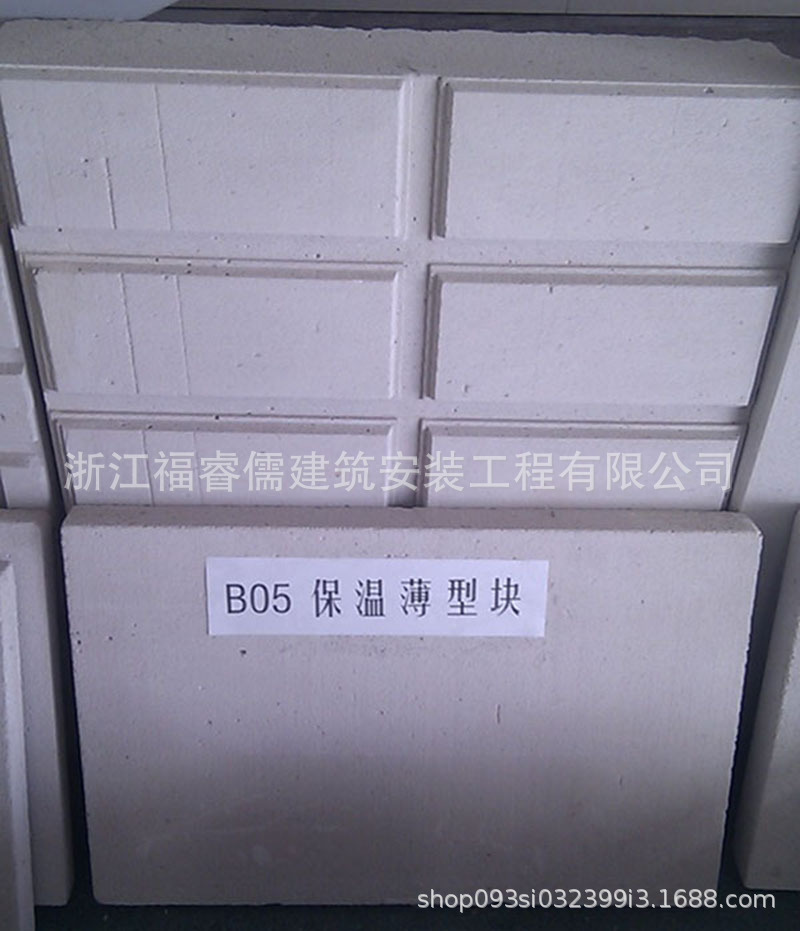 浙江福睿儒建筑安装工程有限公司
B05 保温薄型块
shop093si032399i3.1688.com